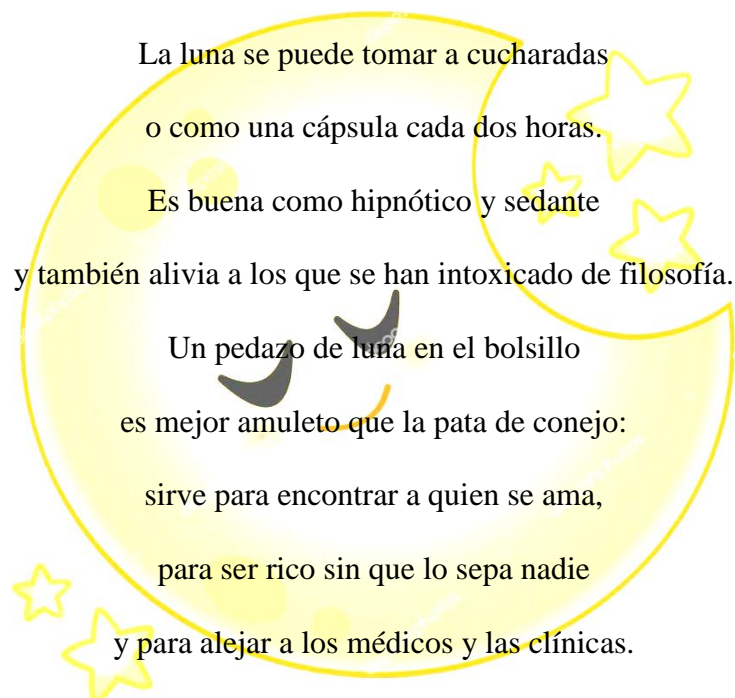 La luna se puede tomar a cucharadas
o como una cápsula cada dos horas.
Es buena como hipnótico y sedante
y también alivia a los que se han intoxicado de filosofía.
Un pedazo de luna en el bolsillo
es mejor amuleto que la pata de conejo:
sirve para encontrar a quien se ama,
para ser rico sin que lo sepa nadie
y para alejar a los médicos y las clínicas.